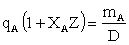 q_A (1 + X_A Z) = m_A / D